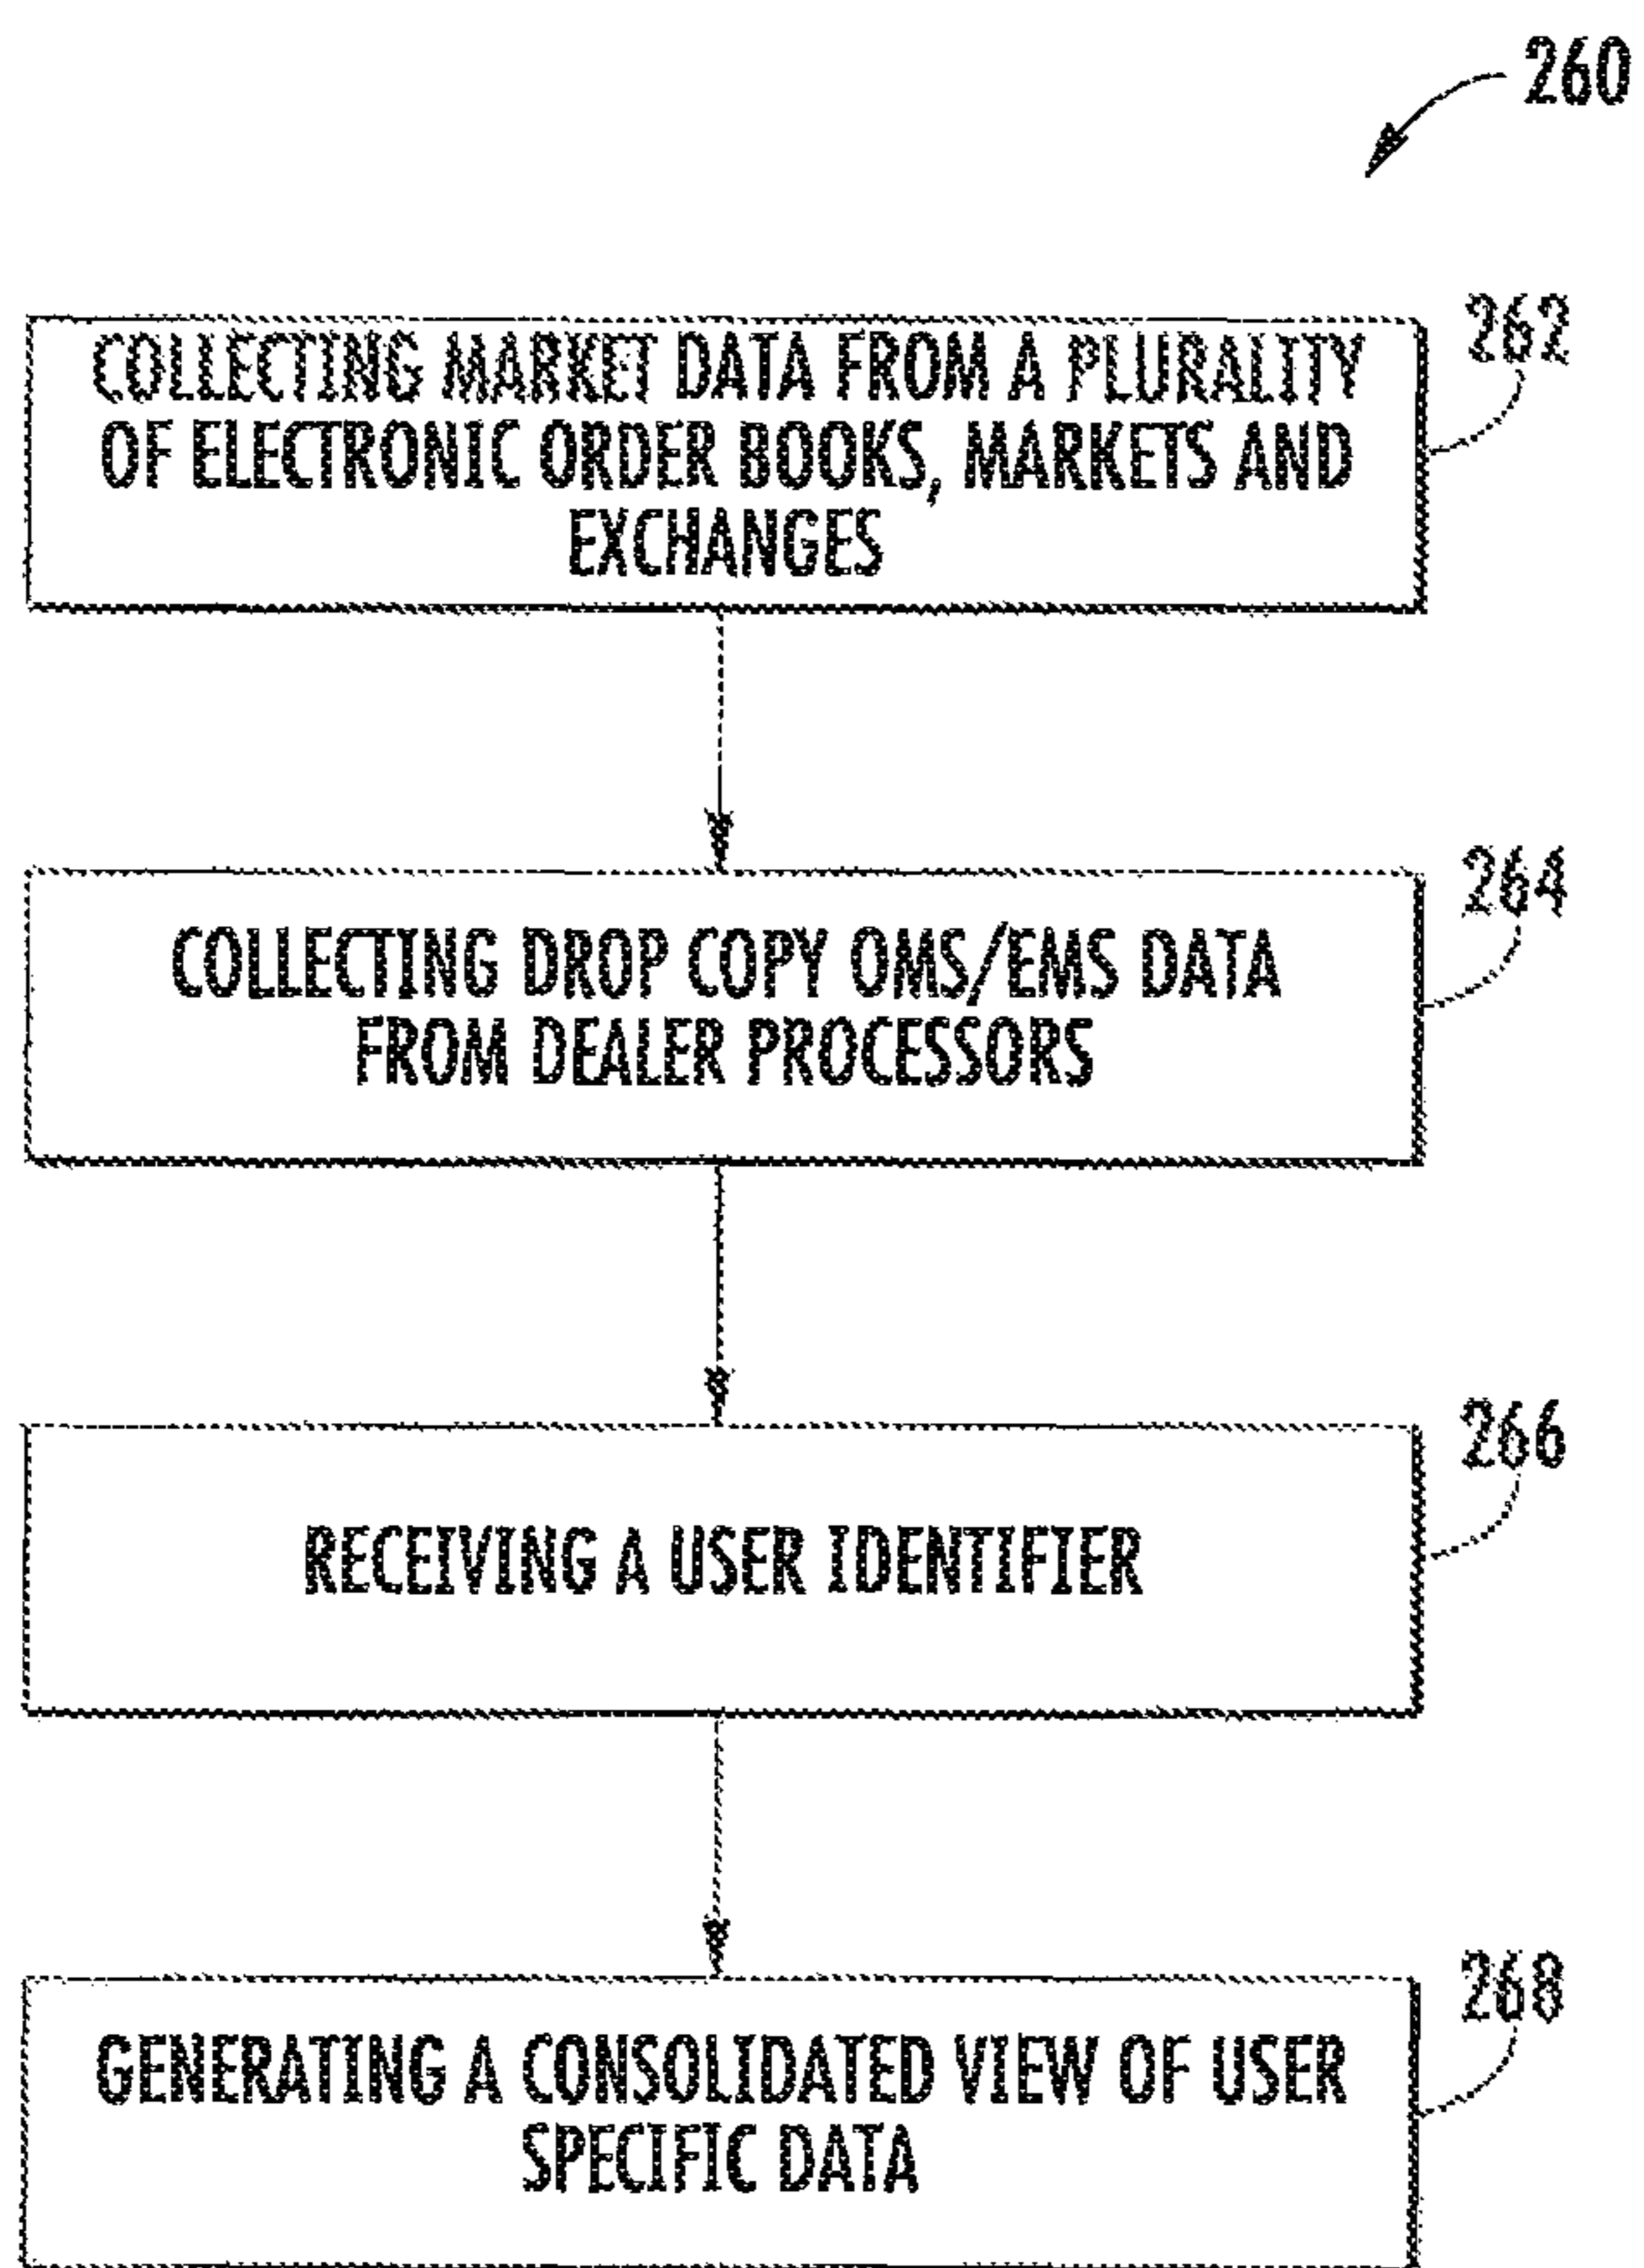 260
262
COLLECTING MARKET DATA FROM A PLURALITY
OF ELECTRONIC ORDER BOOKS, MARKETS AND
EXCHANGES
264
COLLECTING DROP COPY OMS/EMS DATA
FROM DEALER PROCESSORS
266
RECEIVING A USER IDENTIFIER
268
GENERATING A CONSOLIDATED VIEW OF USER
SPECIFIC DATA